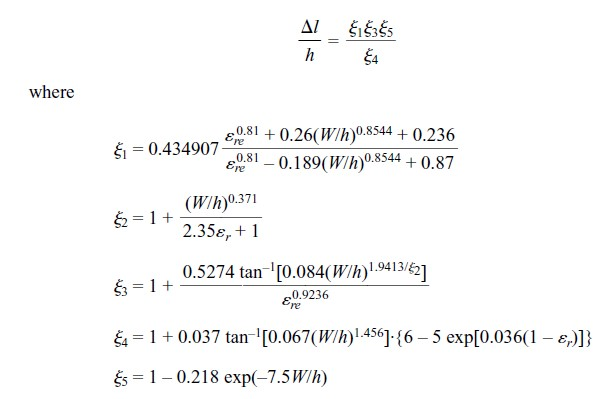 Δl/h = ξ₁ξ₃ξ₅/ξ₄
where
ξ₁ = 0.434907 (εᵣₑ^0.81 + 0.26(W/h)^0.8544 + 0.236)/(εᵣₑ^0.81 − 0.189(W/h)^0.8544 + 0.87)
ξ₂ = 1 + (W/h)^0.371/(2.35εᵣ + 1)
ξ₃ = 1 + 0.5274 tan⁻¹[0.084(W/h)^(1.9413/ξ₂)]/εᵣₑ^0.9236
ξ₄ = 1 + 0.037 tan⁻¹[0.067(W/h)^1.456]·{6 − 5 exp[0.036(1 − εᵣ)]}
ξ₅ = 1 − 0.218 exp(−7.5W/h)